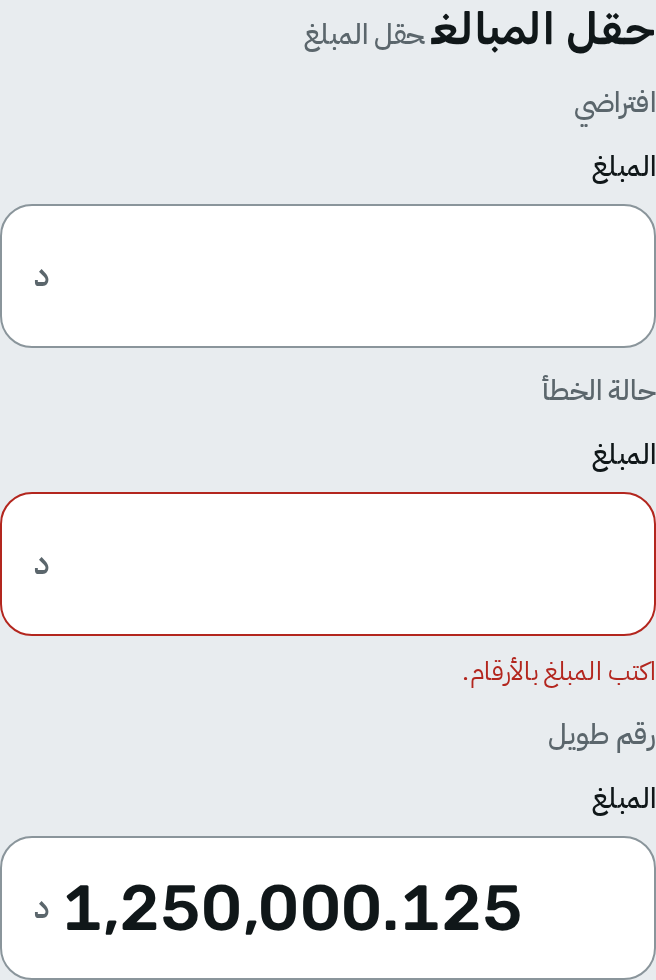 حقل المبالغ حقل المبلغ
افتراضي
المبلغ
د
حالة الخطأ
المبلغ
د
اكتب المبلغ بالأرقام.
رقم طويل
المبلغ
1,250,000.125 د